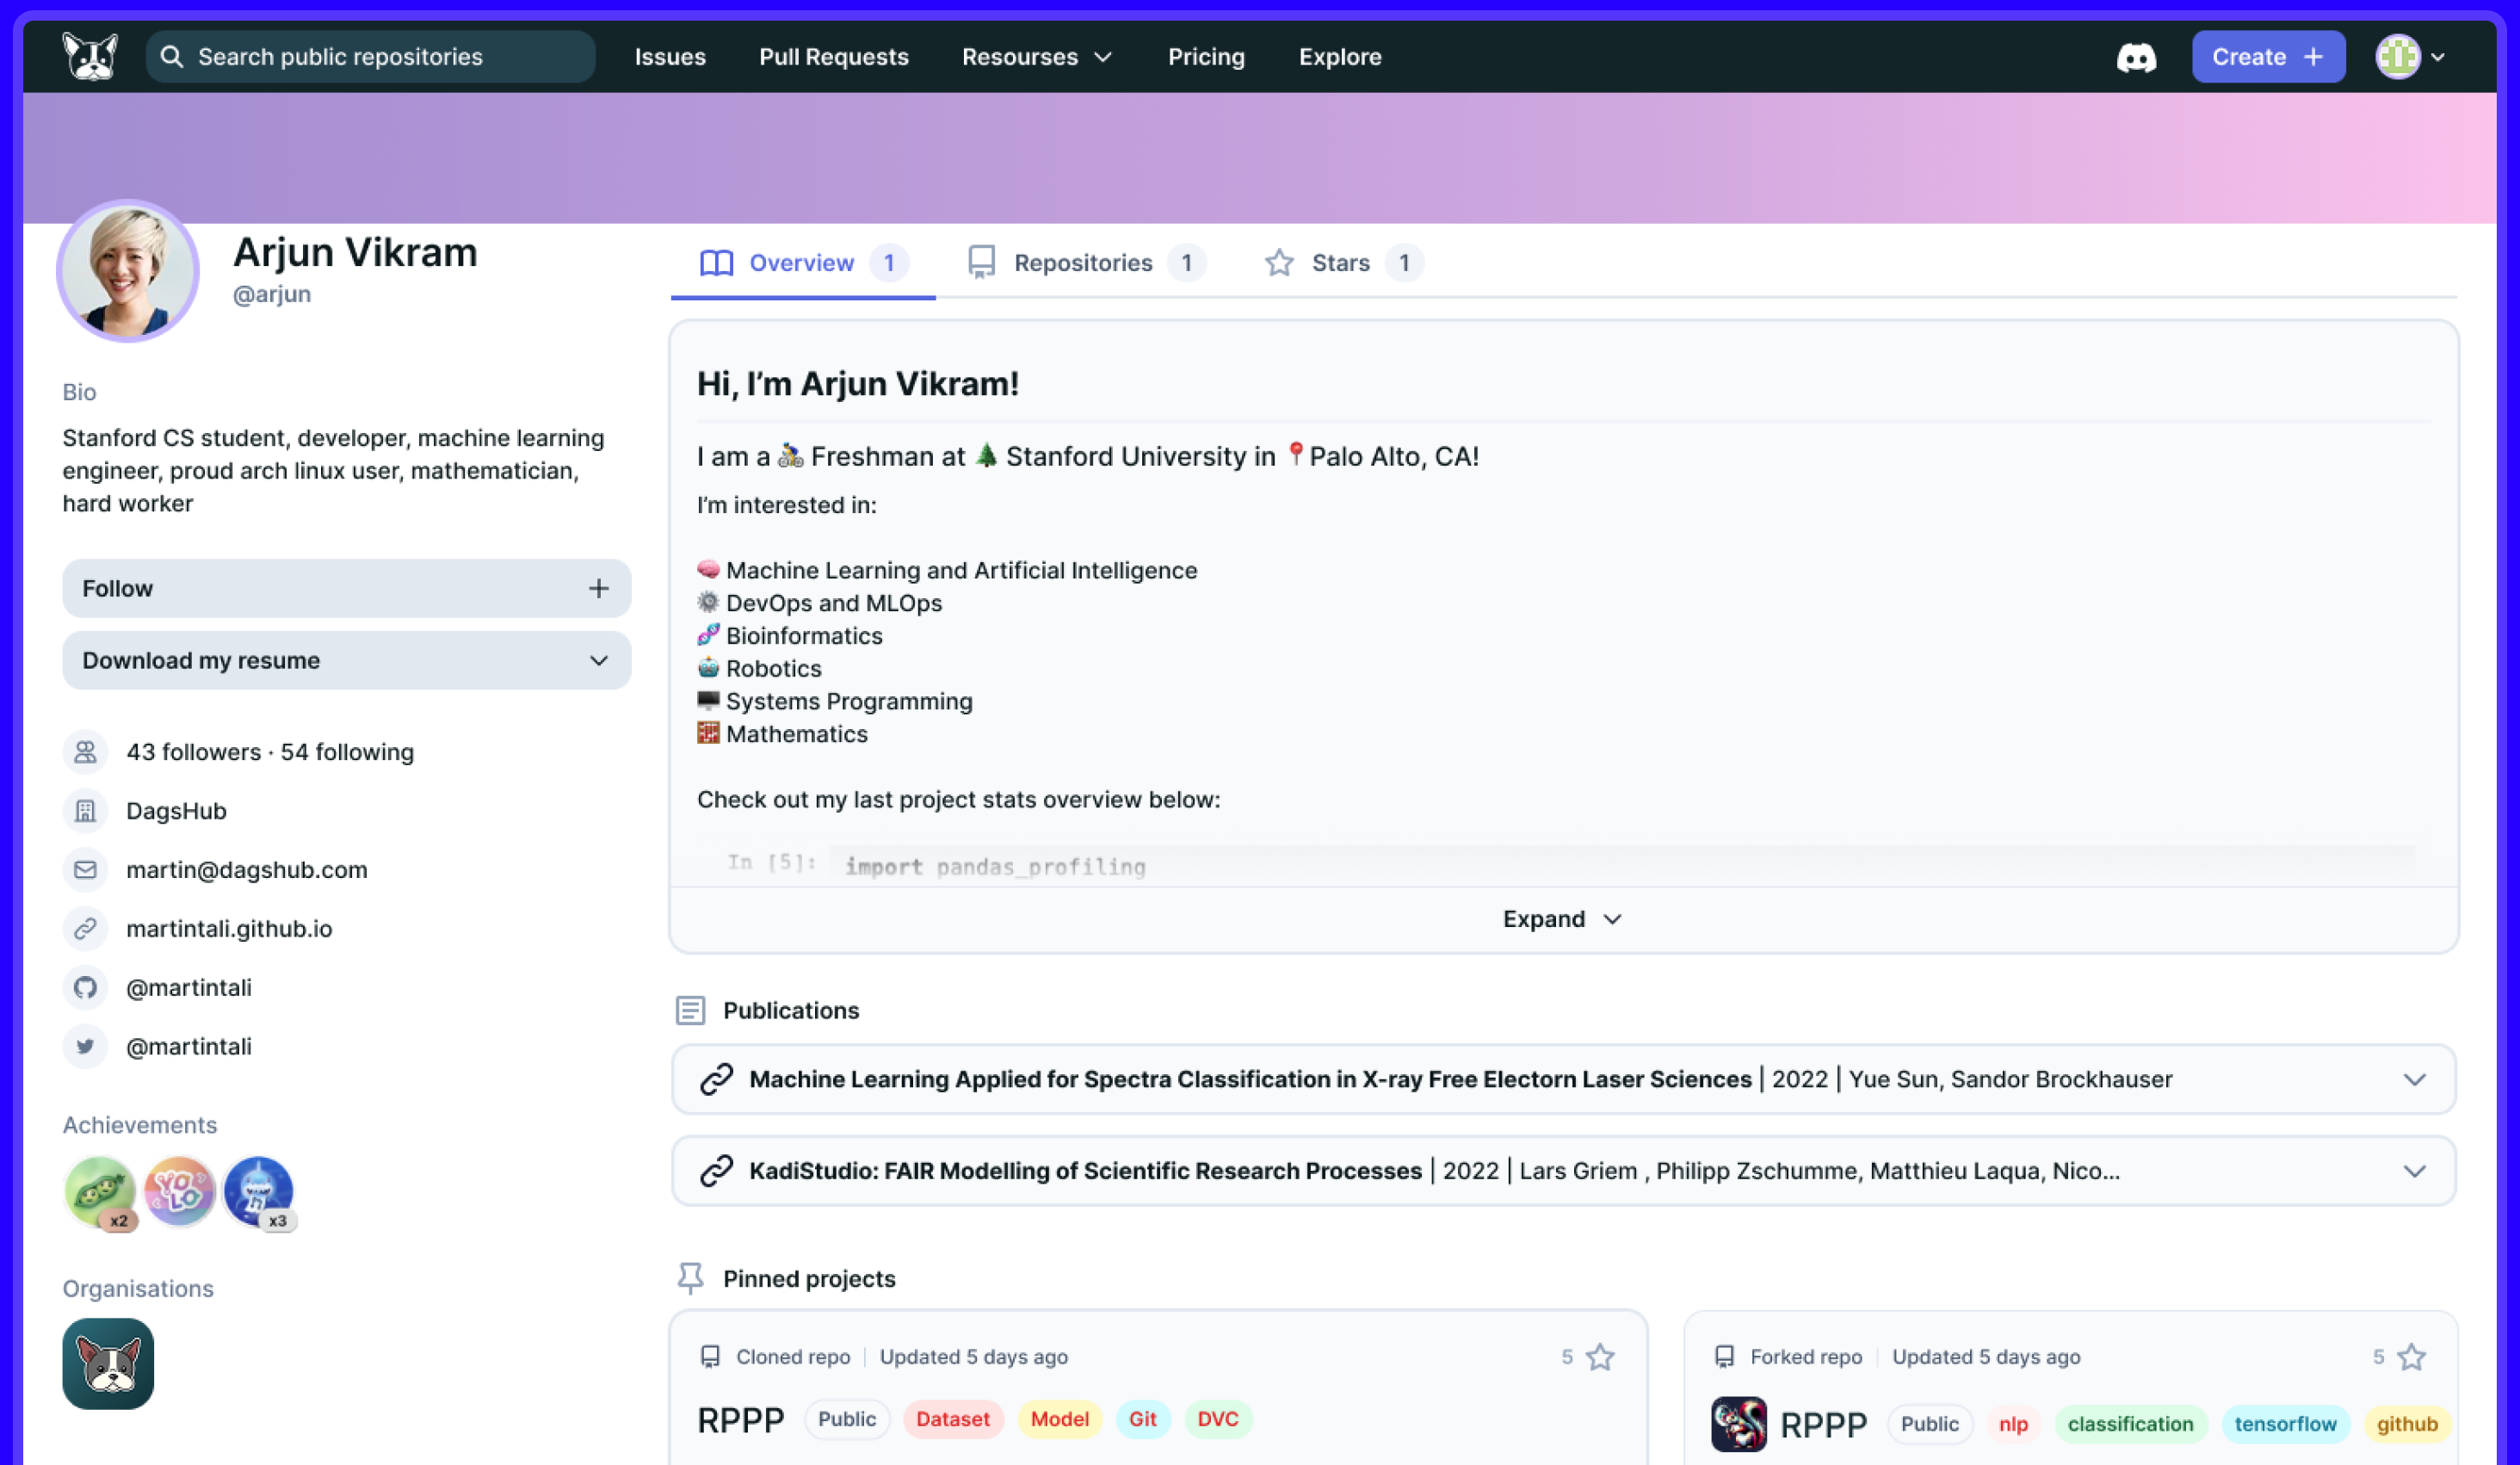 Search public repositories
Issues
Pull Requests
Resourses
Pricing
Explore
Create +
Arjun Vikram
@arjun
Bio
Stanford CS student, developer, machine learning
engineer, proud arch linux user, mathematician,
hard worker
Follow
Download my resume
43 followers · 54 following
DagsHub
martin@dagshub.com
martintali.github.io
@martintali
@martintali
Achievements
x2
YOLO
x3
Organisations
Overview 1
Repositories 1
Stars 1
Hi, I’m Arjun Vikram!
I am a 🚴 Freshman at 🌲 Stanford University in 📍Palo Alto, CA!
I’m interested in:
🧠 Machine Learning and Artificial Intelligence
⚙️ DevOps and MLOps
🧬 Bioinformatics
🤖 Robotics
🖥️ Systems Programming
🧮 Mathematics
Check out my last project stats overview below:
In [5]: import pandas_profiling
Expand
Publications
Machine Learning Applied for Spectra Classification in X-ray Free Electorn Laser Sciences | 2022 | Yue Sun, Sandor Brockhauser
KadiStudio: FAIR Modelling of Scientific Research Processes | 2022 | Lars Griem , Philipp Zschumme, Matthieu Laqua, Nico...
Pinned projects
Cloned repo | Updated 5 days ago 5
RPPP Public Dataset Model Git DVC
Forked repo | Updated 5 days ago 5
RPPP Public nlp classification tensorflow github